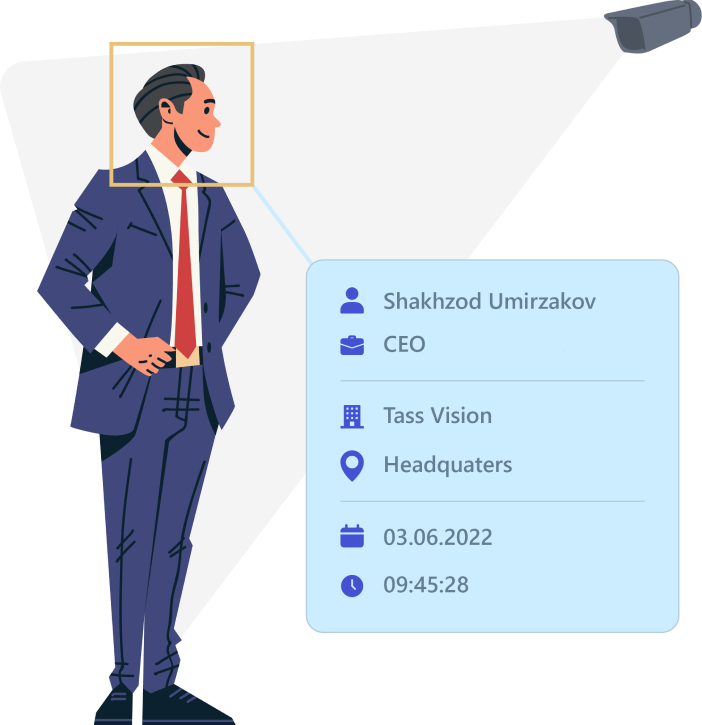 Shakhzod Umirzakov
CEO
Tass Vision
Headquaters
03.06.2022
09:45:28